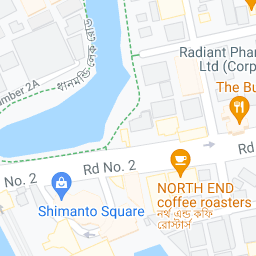 Radiant Phar
Ltd (Corp
ধানমন্ডি লেক রোড
umber 2A
The Bu
Rd
Rd No. 2
No. 2
NORTH END
coffee roasters
নর্থ এন্ড কফি
রোস্টার্স
Shimanto Square